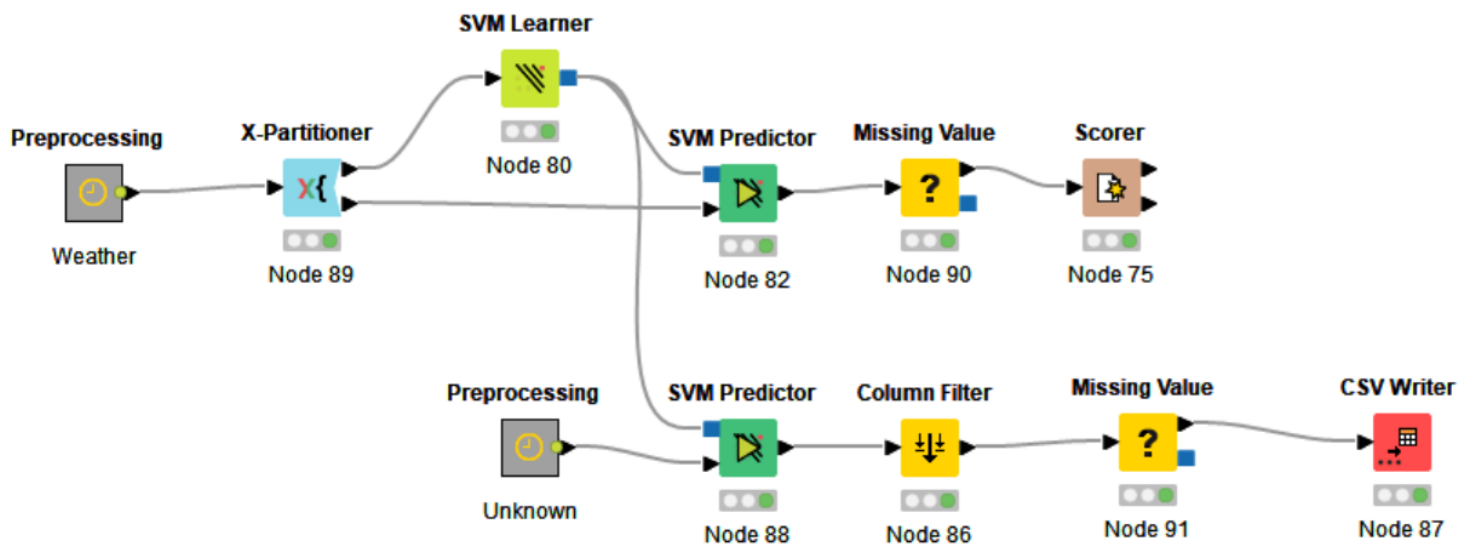 SVM Learner
Preprocessing
X-Partitioner
SVM Predictor
Missing Value
Scorer
X{
?
Node 80
Weather
Node 89
Node 82
Node 90
Node 75
Preprocessing
SVM Predictor
Column Filter
Missing Value
CSV Writer
?
Unknown
Node 88
Node 86
Node 91
Node 87